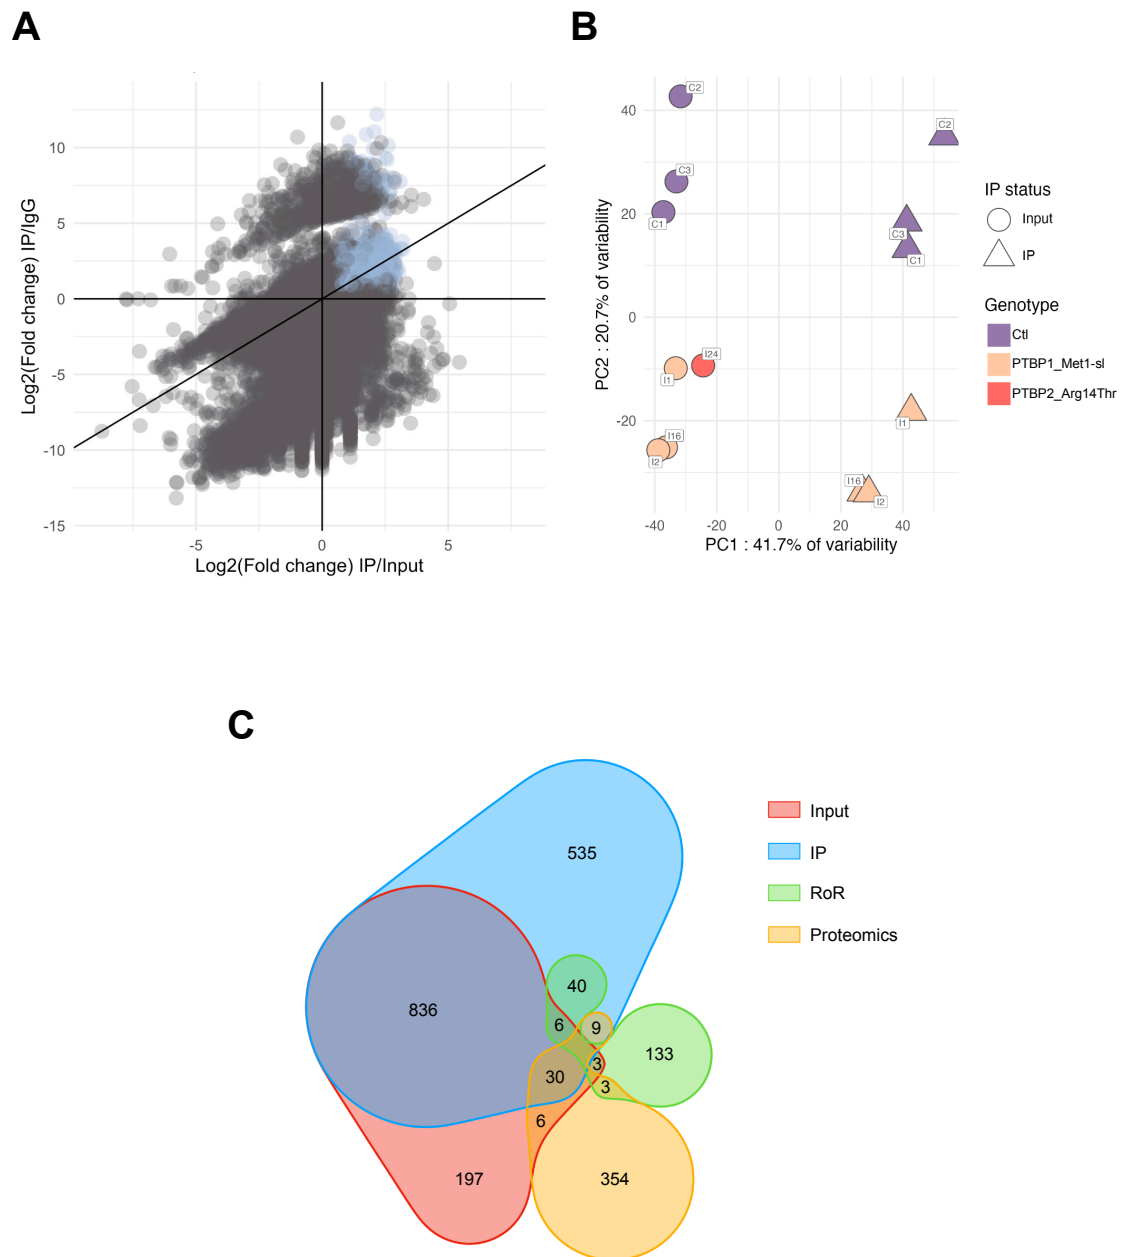 A
B
Log2(Fold change) IP/IgG
10
5
0
-5
-10
-15
-5
0
5
Log2(Fold change) IP/Input
PC2 : 20.7% of variability
40
20
0
-20
-40
-20
0
20
40
PC1 : 41.7% of variability
C2
C3
C1
C2
C3
C1
I24
I1
I16
I2
I1
I16
I2
IP status
Input
IP
Genotype
Ctl
PTBP1_Met1-sl
PTBP2_Arg14Thr
C
535
836
40
6
9
133
3
30
3
6
197
354
Input
IP
RoR
Proteomics